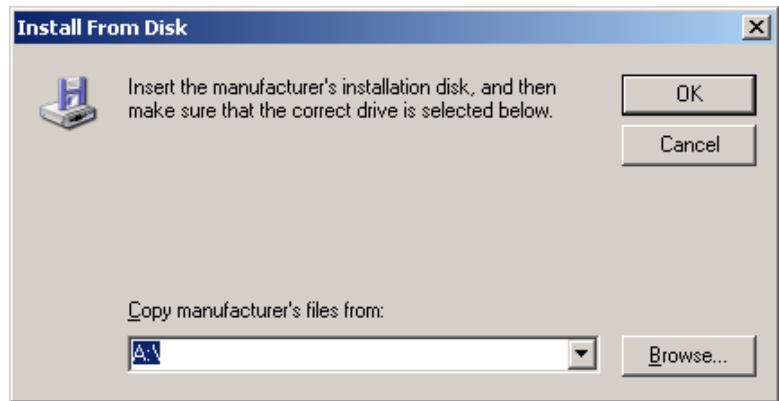 Install From Disk
Insert the manufacturer's installation disk, and then
make sure that the correct drive is selected below.
OK
Cancel
Copy manufacturer's files from:
A:\
Browse...